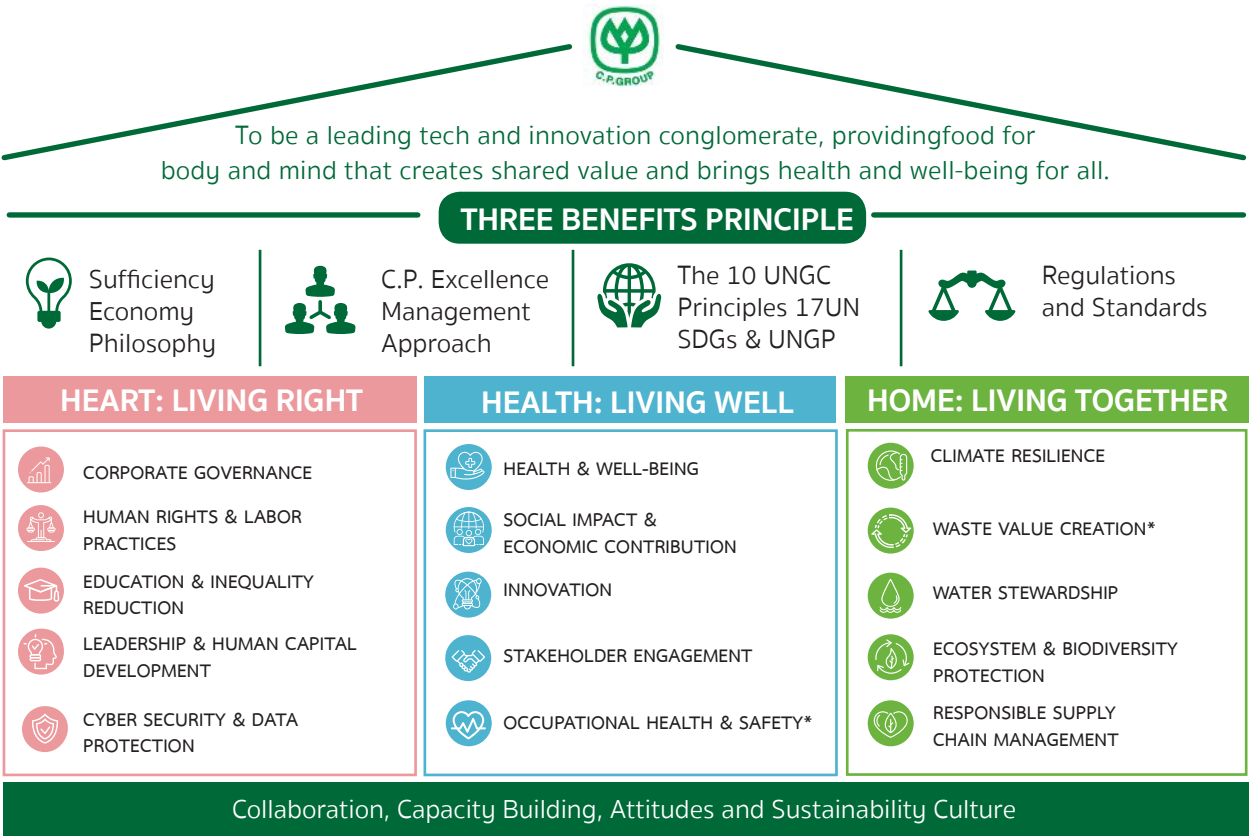 C.P.GROUP
To be a leading tech and innovation conglomerate, providingfood for
body and mind that creates shared value and brings health and well-being for all.
THREE BENEFITS PRINCIPLE
Sufficiency
Economy
Philosophy
C.P. Excellence
Management
Approach
The 10 UNGC
Principles 17UN
SDGs & UNGP
Regulations
and Standards
HEART: LIVING RIGHT
CORPORATE GOVERNANCE
HUMAN RIGHTS & LABOR
PRACTICES
EDUCATION & INEQUALITY
REDUCTION
LEADERSHIP & HUMAN CAPITAL
DEVELOPMENT
CYBER SECURITY & DATA
PROTECTION
HEALTH: LIVING WELL
HEALTH & WELL-BEING
SOCIAL IMPACT &
ECONOMIC CONTRIBUTION
INNOVATION
STAKEHOLDER ENGAGEMENT
OCCUPATIONAL HEALTH & SAFETY*
HOME: LIVING TOGETHER
CLIMATE RESILIENCE
WASTE VALUE CREATION*
WATER STEWARDSHIP
ECOSYSTEM & BIODIVERSITY
PROTECTION
RESPONSIBLE SUPPLY
CHAIN MANAGEMENT
Collaboration, Capacity Building, Attitudes and Sustainability Culture